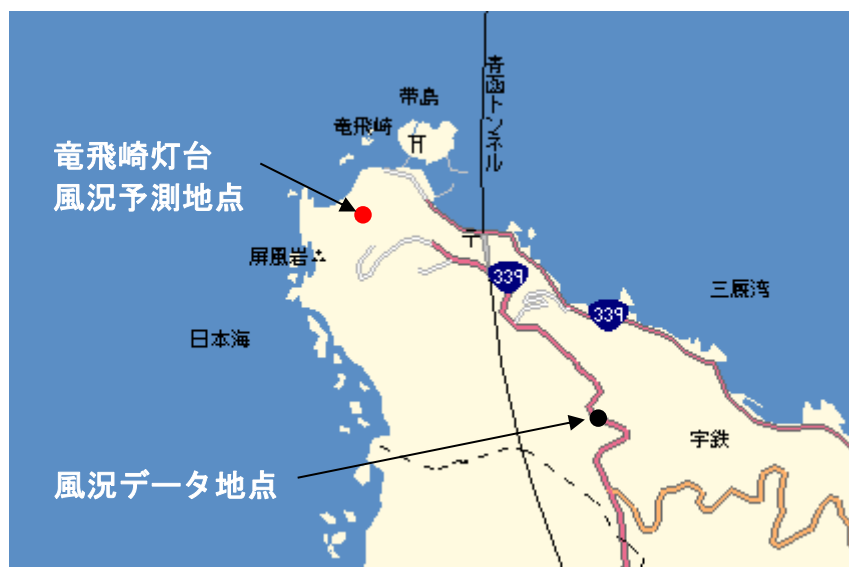 青函トンネル
帯島
竜飛崎
竜飛崎灯台
風況予測地点
屏風岩
339
339
三厩湾
日本海
宇鉄
風況データ地点